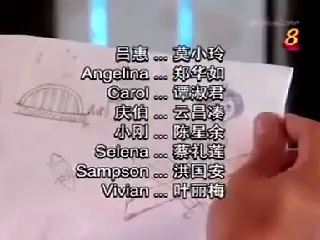 8
吕惠 ... 莫小玲
Angelina ... 郑华如
Carol ... 谭淑君
庆伯 ... 云昌凑
小刚 ... 陈星余
Selena ... 蔡礼莲
Sampson ... 洪国安
Vivian ... 叶丽梅